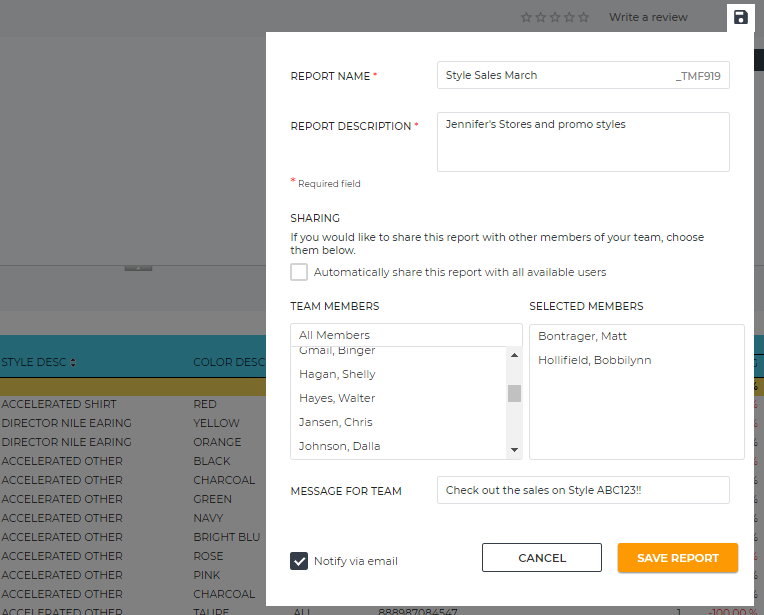 Write a review
REPORT NAME *
Style Sales March
_TMF919
REPORT DESCRIPTION *
Jennifer's Stores and promo styles
* Required field
SHARING
If you would like to share this report with other members of your team, choose
them below.
Automatically share this report with all available users
TEAM MEMBERS
SELECTED MEMBERS
All Members
Gmail, Binger
Hagan, Shelly
Hayes, Walter
Jansen, Chris
Johnson, Dalla
Bontrager, Matt
Hollifield, Bobbilynn
MESSAGE FOR TEAM
Check out the sales on Style ABC123!!
Notify via email
CANCEL
SAVE REPORT
STYLE DESC COLOR DESC
ACCELERATED SHIRT RED
DIRECTOR NILE EARING YELLOW
DIRECTOR NILE EARING ORANGE
ACCELERATED OTHER BLACK
ACCELERATED OTHER CHARCOAL
ACCELERATED OTHER GREEN
ACCELERATED OTHER NAVY
ACCELERATED OTHER BRIGHT BLU
ACCELERATED OTHER ROSE
ACCELERATED OTHER PINK
ACCELERATED OTHER CHARCOAL
ACCELERATED OTHER TAUPE ALL 888987084547 1 -100.00 %